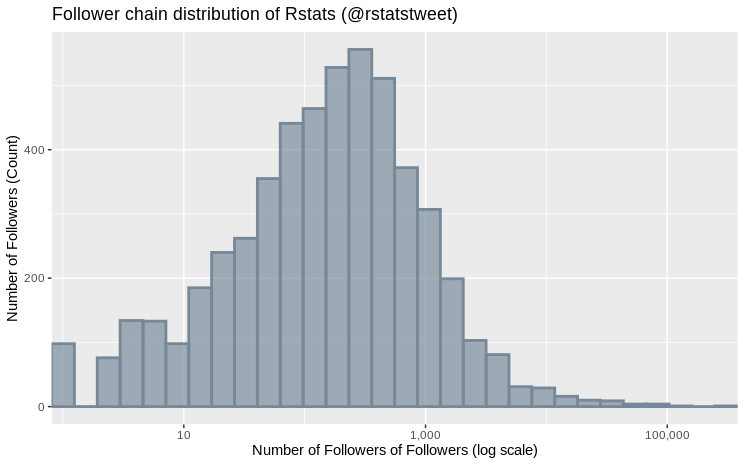 Follower chain distribution of Rstats (@rstatstweet)
Number of Followers (Count)
400
200
0
10
1,000
100,000
Number of Followers of Followers (log scale)